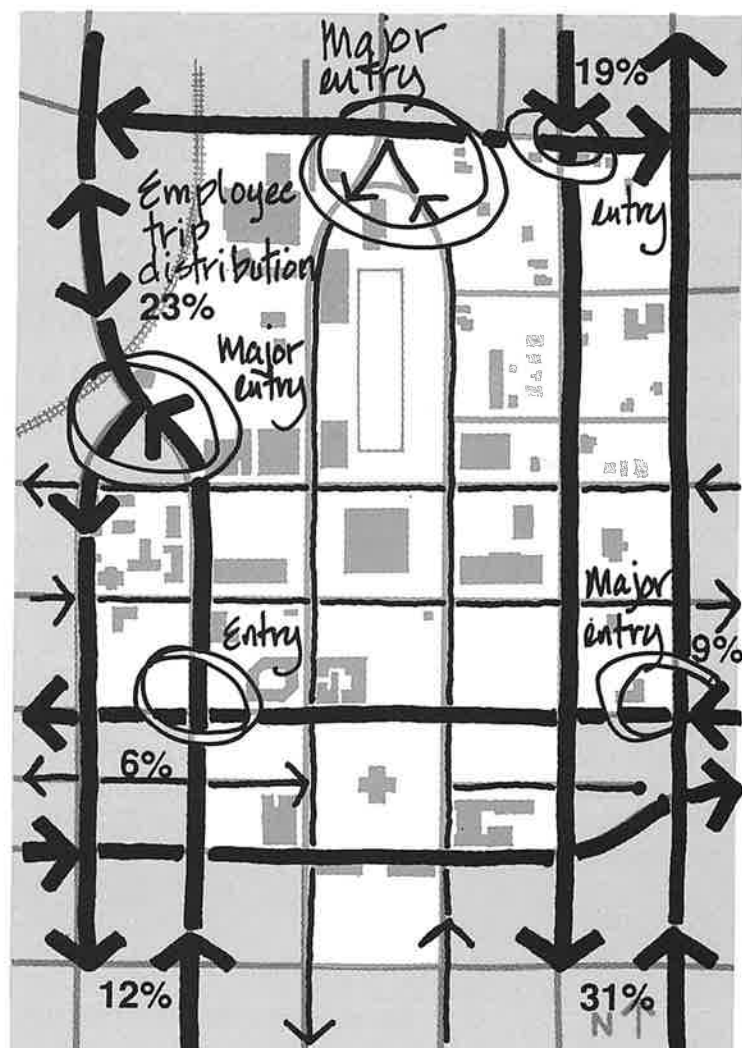 Major
entry
19%
Employee
trip
distribution
23%
entry
Major
entry
Major
entry
Entry
9%
6%
12%
31%
N